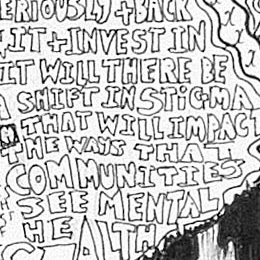 ERIOUSLY + BACK
IT + INVEST IN
IT WILL THERE BE
A SHIFT IN STiGMA
THAT WILL IMPACT
THE WAYS THAT
COMMUNITIES
SEE MENTAL
HEALTH